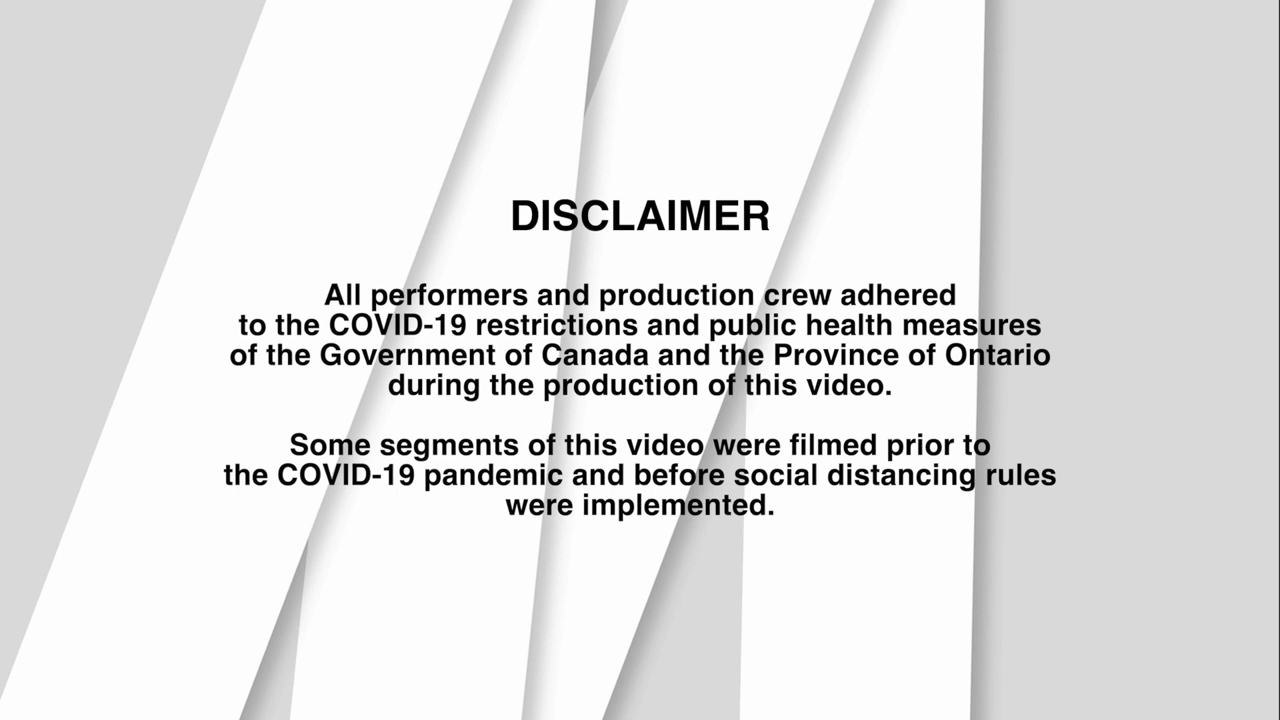 DISCLAIMER
All performers and production crew adhered
to the COVID-19 restrictions and public health measures
of the Government of Canada and the Province of Ontario
during the production of this video.
Some segments of this video were filmed prior to
the COVID-19 pandemic and before social distancing rules
were implemented.